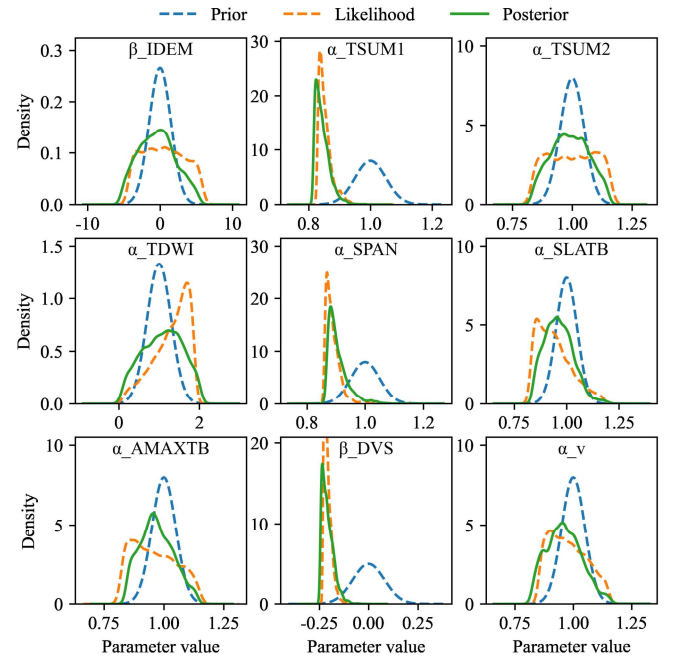 Prior Likelihood Posterior
β_IDEM α_TSUM1 α_TSUM2
Density
0.3
0.2
0.1
0.0
30
20
10
0
10
5
0
-10 0 10
0.8 1.0 1.2
0.75 1.00 1.25
α_TDWI α_SPAN α_SLATB
Density
1.5
1.0
0.5
0.0
30
20
10
0
10
5
0
0 2
0.8 1.0 1.2
0.75 1.00 1.25
α_AMAXTB β_DVS α_v
Density
10
5
0
20
10
0
10
5
0
0.75 1.00 1.25
-0.25 0.00 0.25
0.75 1.00 1.25
Parameter value Parameter value Parameter value